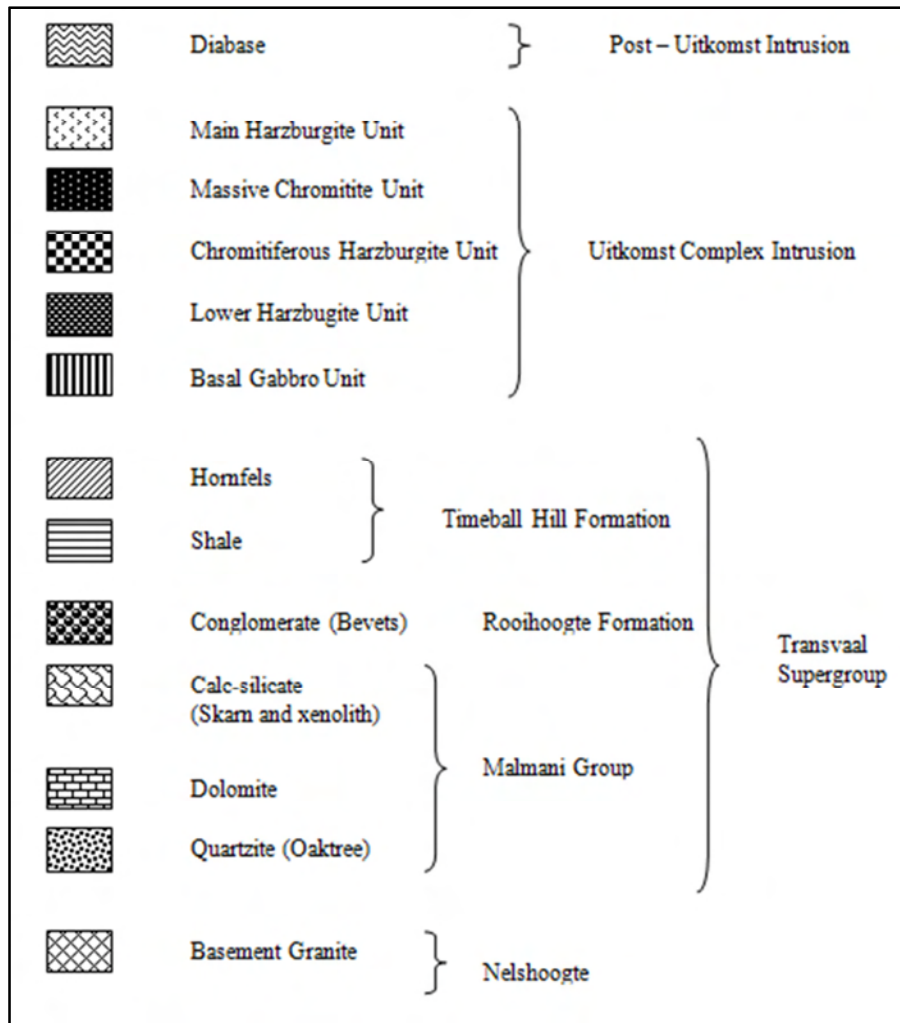 Diabase
Post – Uitkomst Intrusion
Main Harzburgite Unit
Massive Chromitite Unit
Chromitiferous Harzburgite Unit
Uitkomst Complex Intrusion
Lower Harzbugite Unit
Basal Gabbro Unit
Hornfels
Timeball Hill Formation
Shale
Conglomerate (Bevets)
Rooihoogte Formation
Transvaal
Supergroup
Calc-silicate
(Skarn and xenolith)
Malmani Group
Dolomite
Quartzite (Oaktree)
Basement Granite
Nelshoogte